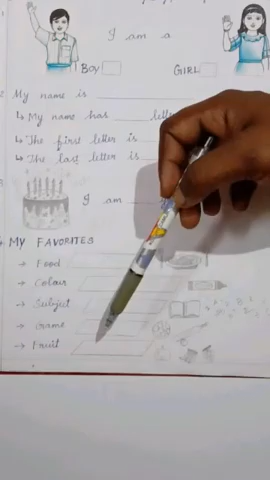 I am a
Boy GIRL
My name is
My name has letter
The first letter is
The last letter is
I am
My FAVORITES
Food
Colour
Subject
Game
Fruit